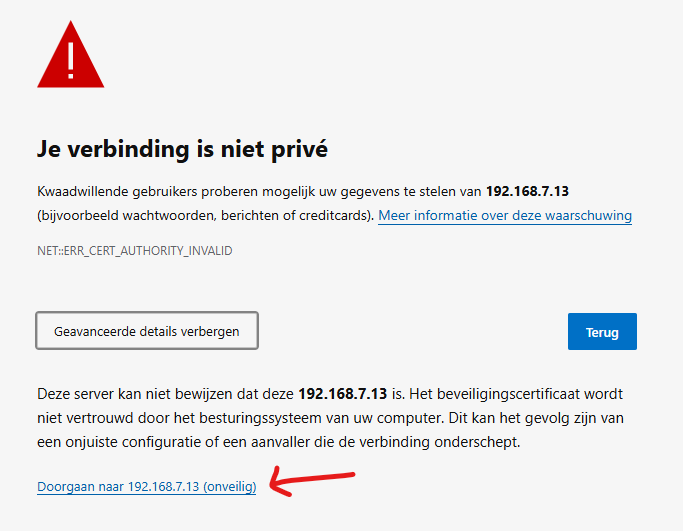 Je verbinding is niet privé
Kwaadwillende gebruikers proberen mogelijk uw gegevens te stelen van 192.168.7.13
(bijvoorbeeld wachtwoorden, berichten of creditcards). Meer informatie over deze waarschuwing
NET::ERR_CERT_AUTHORITY_INVALID
Geavanceerde details verbergen
Terug
Deze server kan niet bewijzen dat deze 192.168.7.13 is. Het beveiligingscertificaat wordt
niet vertrouwd door het besturingssysteem van uw computer. Dit kan het gevolg zijn van
een onjuiste configuratie of een aanvaller die de verbinding onderschept.
Doorgaan naar 192.168.7.13 (onveilig)